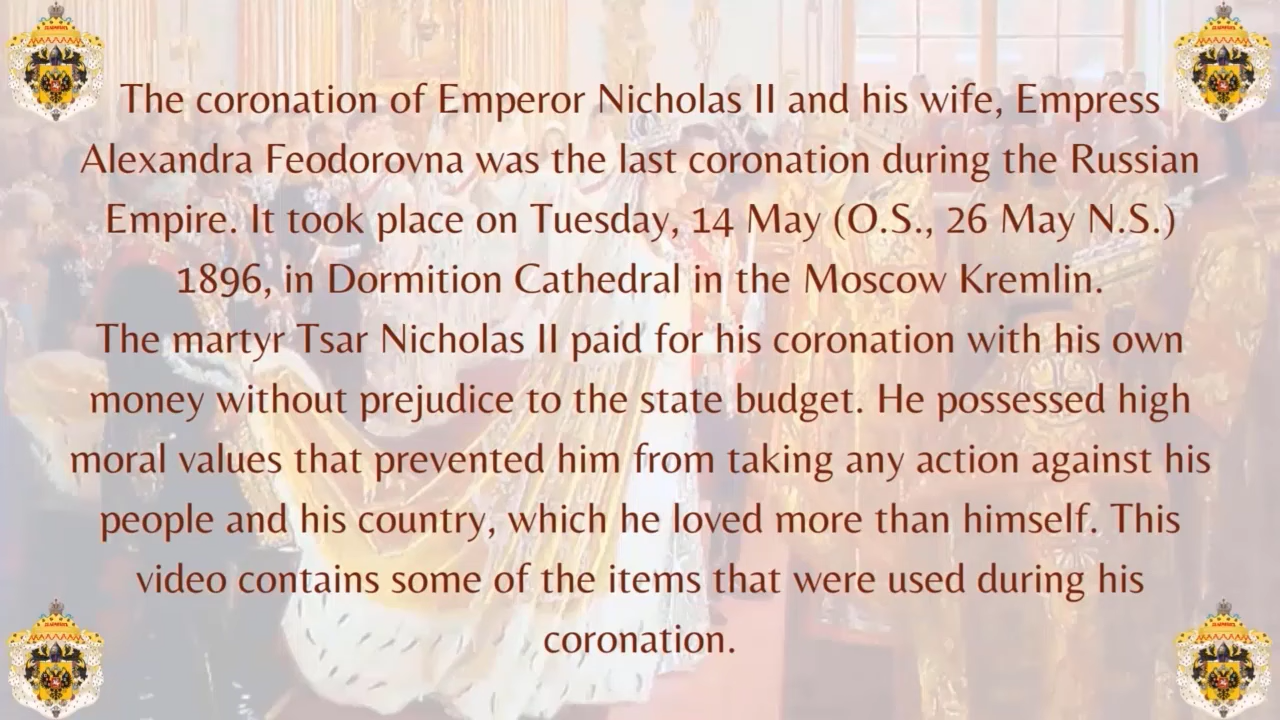 The coronation of Emperor Nicholas II and his wife, Empress
Alexandra Feodorovna was the last coronation during the Russian
Empire. It took place on Tuesday, 14 May (O.S., 26 May N.S.)
1896, in Dormition Cathedral in the Moscow Kremlin.
The martyr Tsar Nicholas II paid for his coronation with his own
money without prejudice to the state budget. He possessed high
moral values that prevented him from taking any action against his
people and his country, which he loved more than himself. This
video contains some of the items that were used during his
coronation.